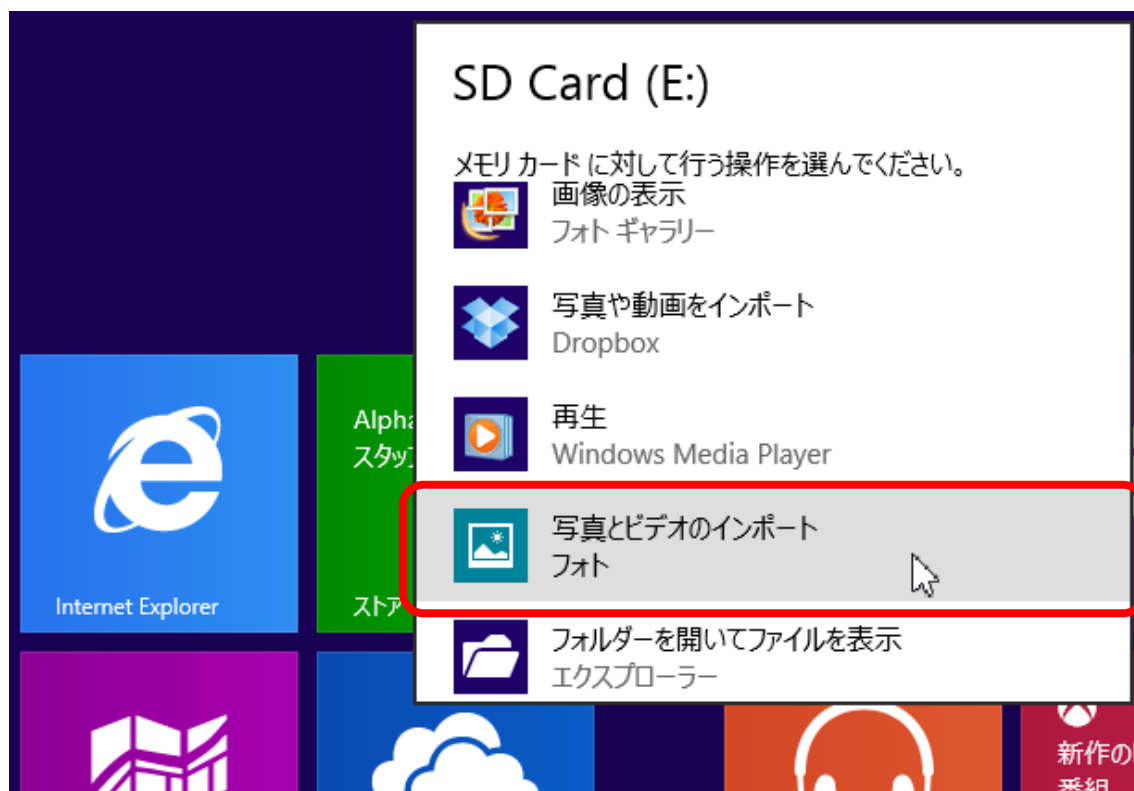 SD Card (E:)
メモリ カード に対して行う操作を選んでください。
画像の表示
フォト ギャラリー
写真や動画をインポート
Dropbox
再生
Windows Media Player
写真とビデオのインポート
フォト
フォルダーを開いてファイルを表示
エクスプローラー
Internet Explorer
Alpha
スタッフ
ストア
新作の
番組